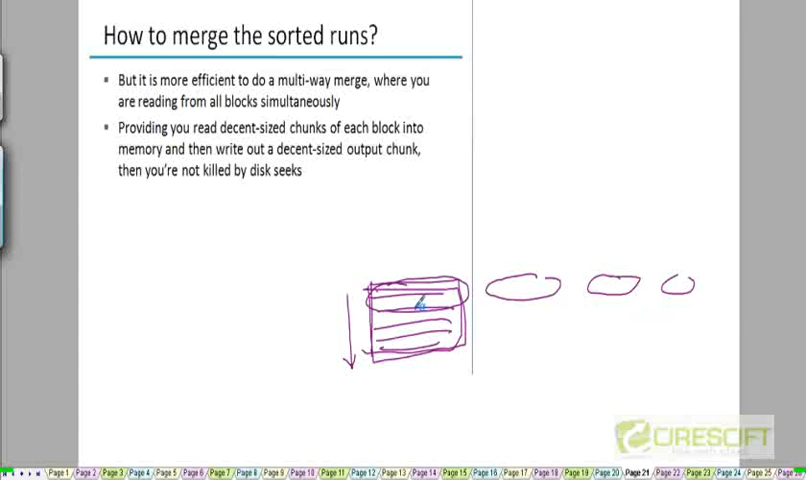 How to merge the sorted runs?
But it is more efficient to do a multi-way merge, where you
are reading from all blocks simultaneously
Providing you read decent-sized chunks of each block into
memory and then write out a decent-sized output chunk,
then you're not killed by disk seeks
Page 1 Page 2 Page 3 Page 4 Page 5 Page 6 Page 7 Page 8 Page 9 Page 10 Page 11 Page 12 Page 13 Page 14 Page 15 Page 16 Page 17 Page 18 Page 19 Page 20 Page 21 Page 22 Page 23 Page 24 Page 25